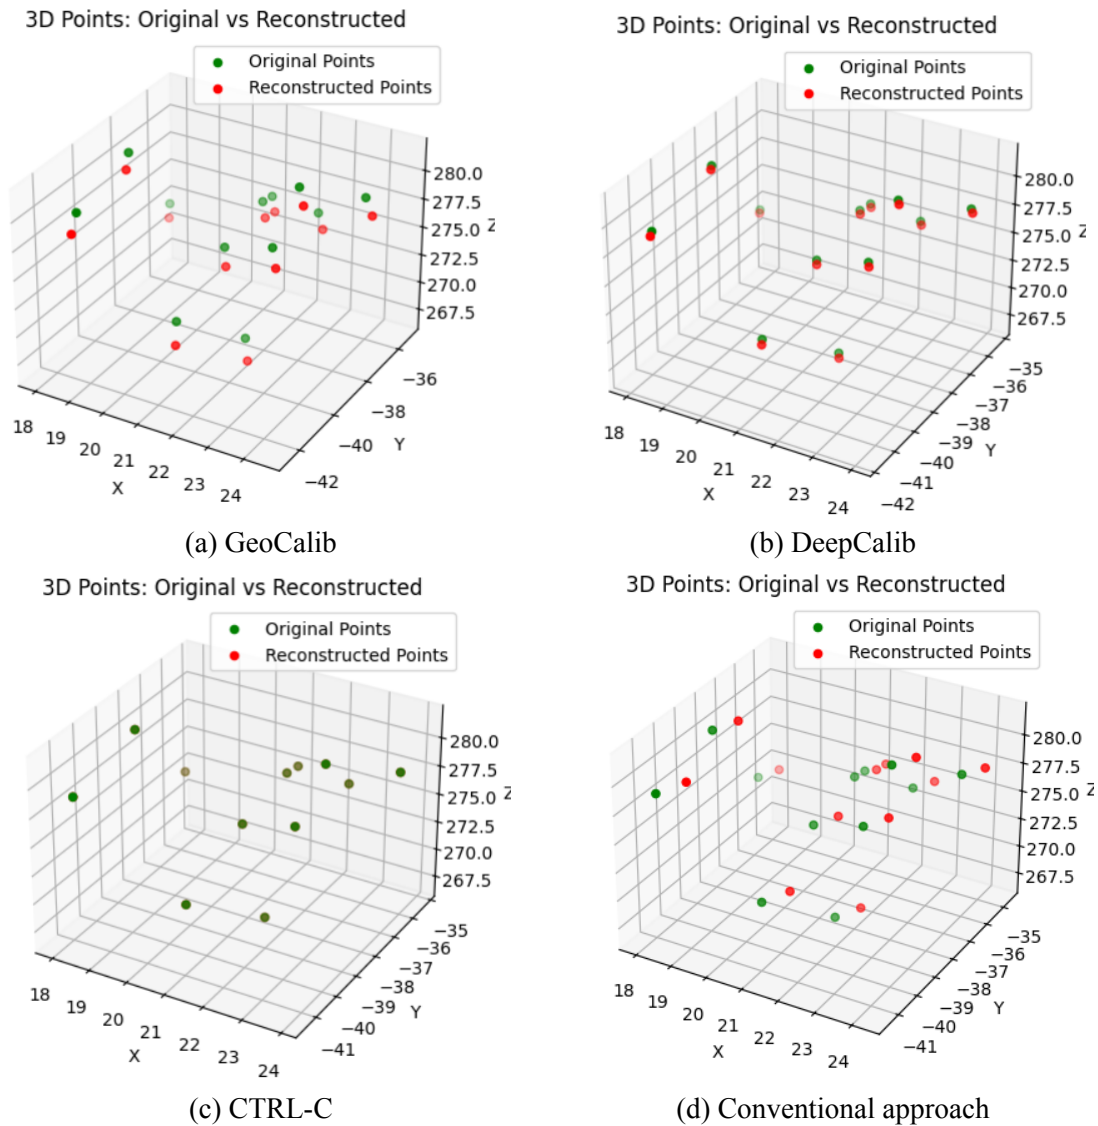 3D Points: Original vs Reconstructed
Original Points
Reconstructed Points
280.0
277.5
275.0
272.5
270.0
267.5
Z
−36
−38
−40
−42
Y
18
19
20
21
22
23
24
X
(a) GeoCalib
3D Points: Original vs Reconstructed
Original Points
Reconstructed Points
280.0
277.5
275.0
272.5
270.0
267.5
Z
−35
−36
−37
−38
−39
−40
−41
−42
Y
18
19
20
21
22
23
24
X
(b) DeepCalib
3D Points: Original vs Reconstructed
Original Points
Reconstructed Points
280.0
277.5
275.0
272.5
270.0
267.5
Z
−35
−36
−37
−38
−39
−40
−41
Y
18
19
20
21
22
23
24
X
(c) CTRL-C
3D Points: Original vs Reconstructed
Original Points
Reconstructed Points
280.0
277.5
275.0
272.5
270.0
267.5
Z
−35
−36
−37
−38
−39
−40
−41
Y
18
19
20
21
22
23
24
X
(d) Conventional approach